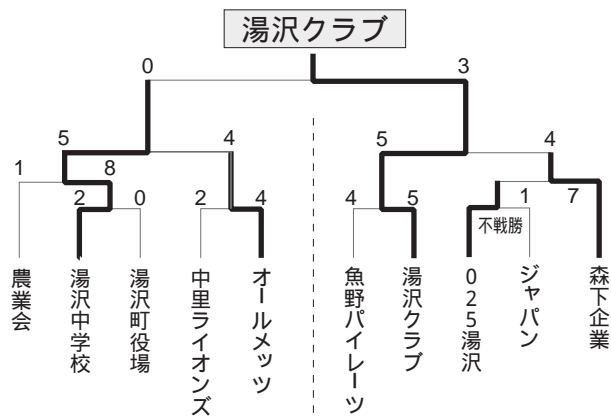 湯沢クラブ
0 3
5 4 5 4
1 8
2 0 2 4 4 5 不戦勝 1 7
農業会
湯沢中学校
湯沢町役場
中里ライオンズ
オールメッツ
魚野パイレーツ
湯沢クラブ
025湯沢
ジャパン
森下企業